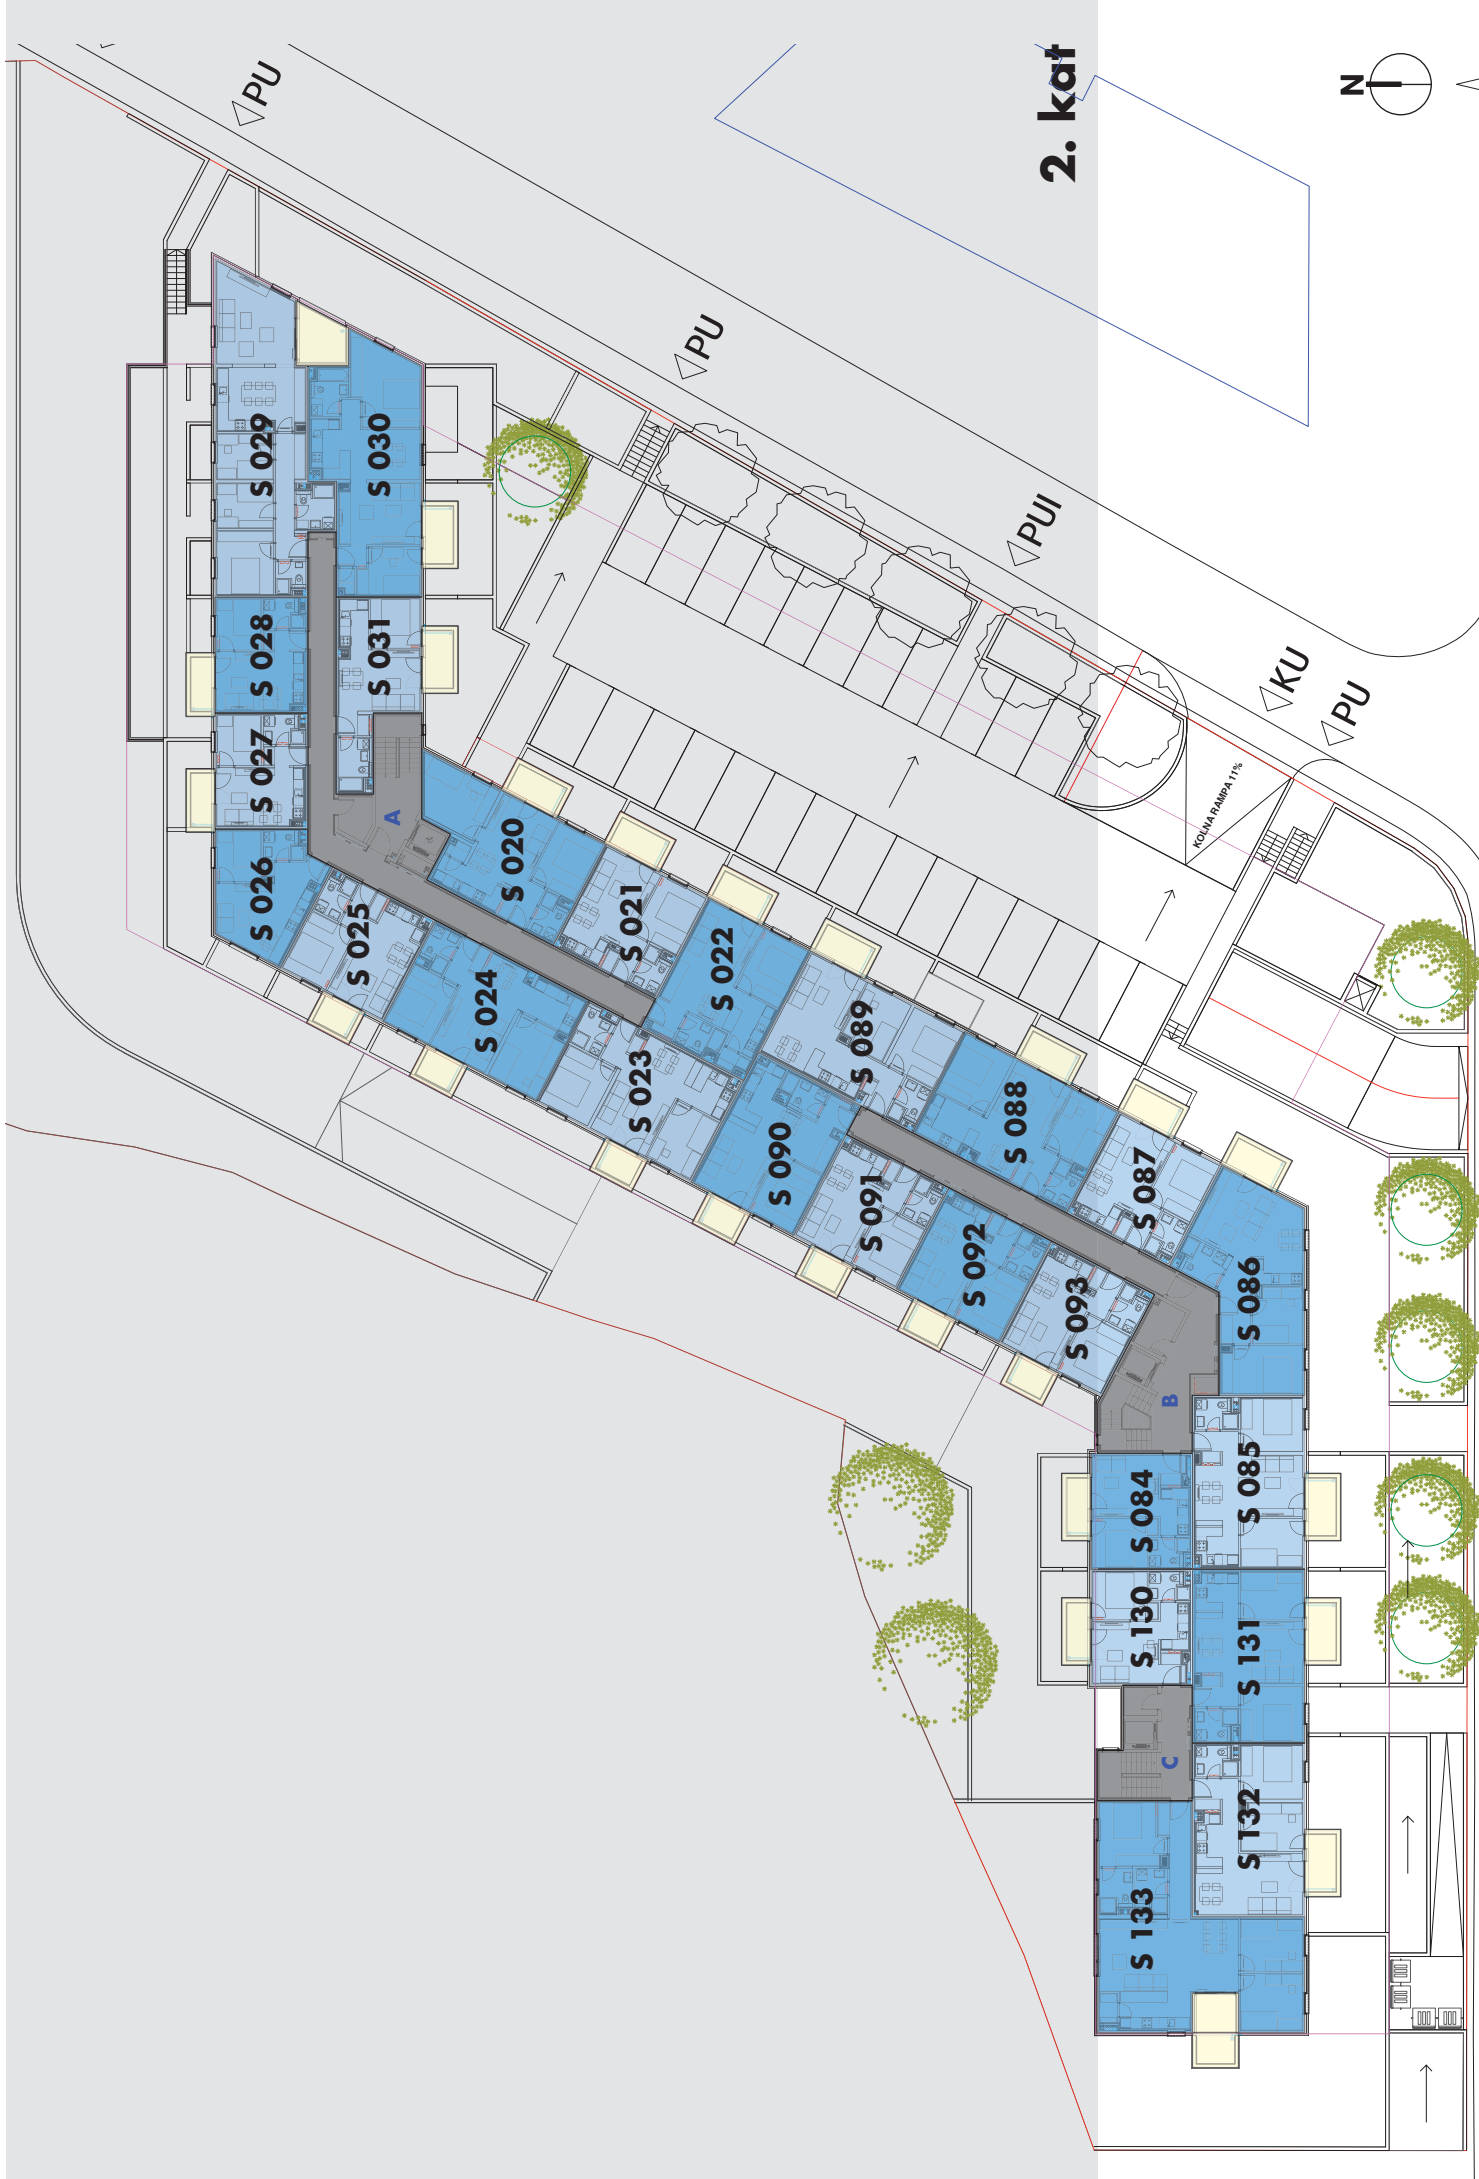 2. kat
N
PU
PU
PUI
KU
PU
KOLNA RAMPA 11%
S 029
S 030
S 028
S 031
S 027
S 026
A
S 025
S 020
S 024
S 021
S 023
S 022
S 090
S 089
S 091
S 088
S 092
S 087
S 093
S 086
B
S 084
S 085
S 130
S 131
C
S 132
S 133